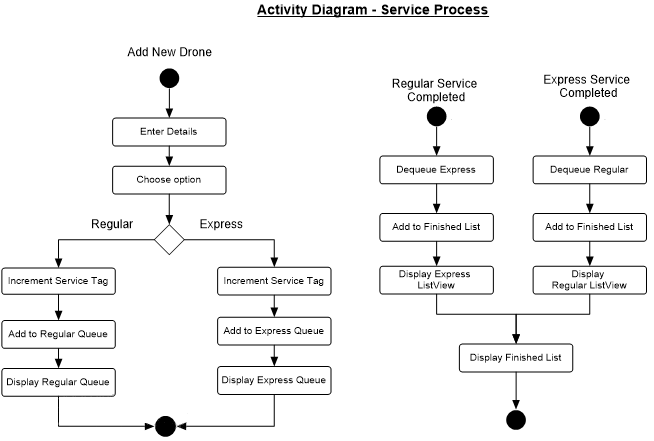 Activity Diagram - Service Process
Add New Drone
Enter Details
Choose option
Regular
Express
Increment Service Tag
Add to Regular Queue
Display Regular Queue
Increment Service Tag
Add to Express Queue
Display Express Queue
Regular Service
Completed
Dequeue Express
Add to Finished List
Display Express
ListView
Express Service
Completed
Dequeue Regular
Add to Finished List
Display
Regular ListView
Display Finished List